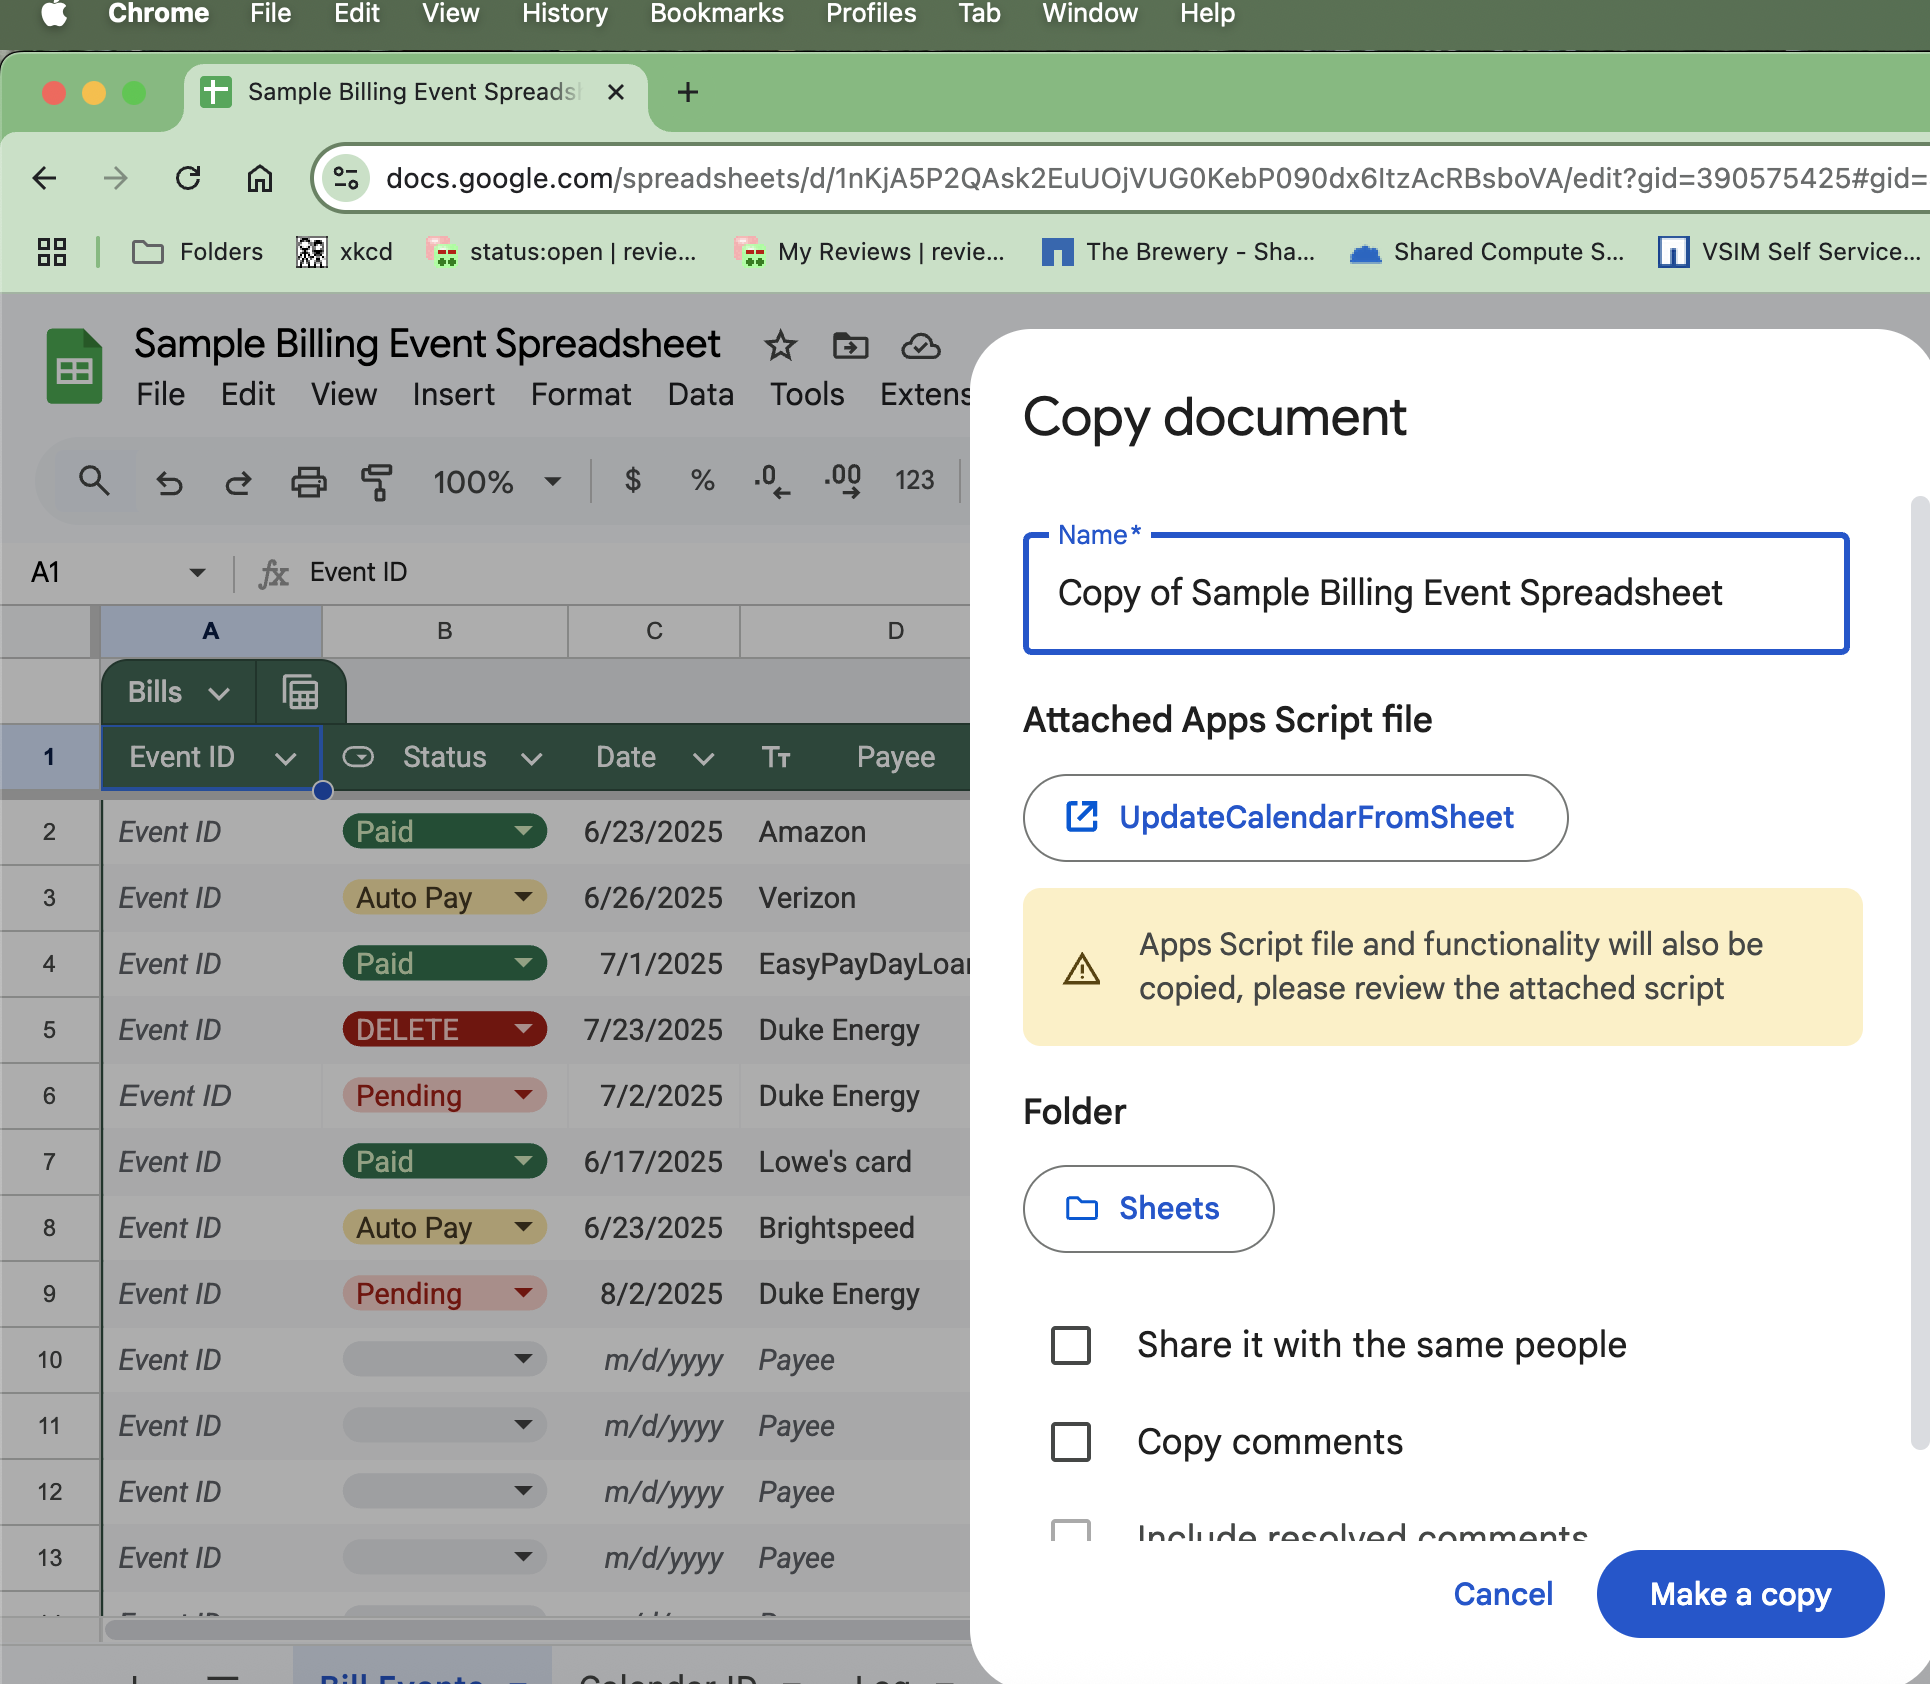 Chrome File Edit View History Bookmarks Profiles Tab Window Help
Sample Billing Event Spreads
docs.google.com/spreadsheets/d/1nKjA5P2QAsk2EuUOjVUG0KebP090dx6ItzAcRBsboVA/edit?gid=390575425#gid=
Folders xkcd status:open | revie... My Reviews | revie... The Brewery - Sha... Shared Compute S... VSIM Self Service...
Sample Billing Event Spreadsheet
File Edit View Insert Format Data Tools Extens
100% $ % .0 .00 123
A1 fx Event ID
A B C D
Bills
1 Event ID Status Date Tт Payee
2 Event ID Paid 6/23/2025 Amazon
3 Event ID Auto Pay 6/26/2025 Verizon
4 Event ID Paid 7/1/2025 EasyPayDayLoa
5 Event ID DELETE 7/23/2025 Duke Energy
6 Event ID Pending 7/2/2025 Duke Energy
7 Event ID Paid 6/17/2025 Lowe's card
8 Event ID Auto Pay 6/23/2025 Brightspeed
9 Event ID Pending 8/2/2025 Duke Energy
10 Event ID m/d/yyyy Payee
11 Event ID m/d/yyyy Payee
12 Event ID m/d/yyyy Payee
13 Event ID m/d/yyyy Payee
Bill Events Calendar ID Log
Copy document
Name*
Copy of Sample Billing Event Spreadsheet
Attached Apps Script file
UpdateCalendarFromSheet
Apps Script file and functionality will also be
copied, please review the attached script
Folder
Sheets
Share it with the same people
Copy comments
Include resolved comments
Cancel Make a copy